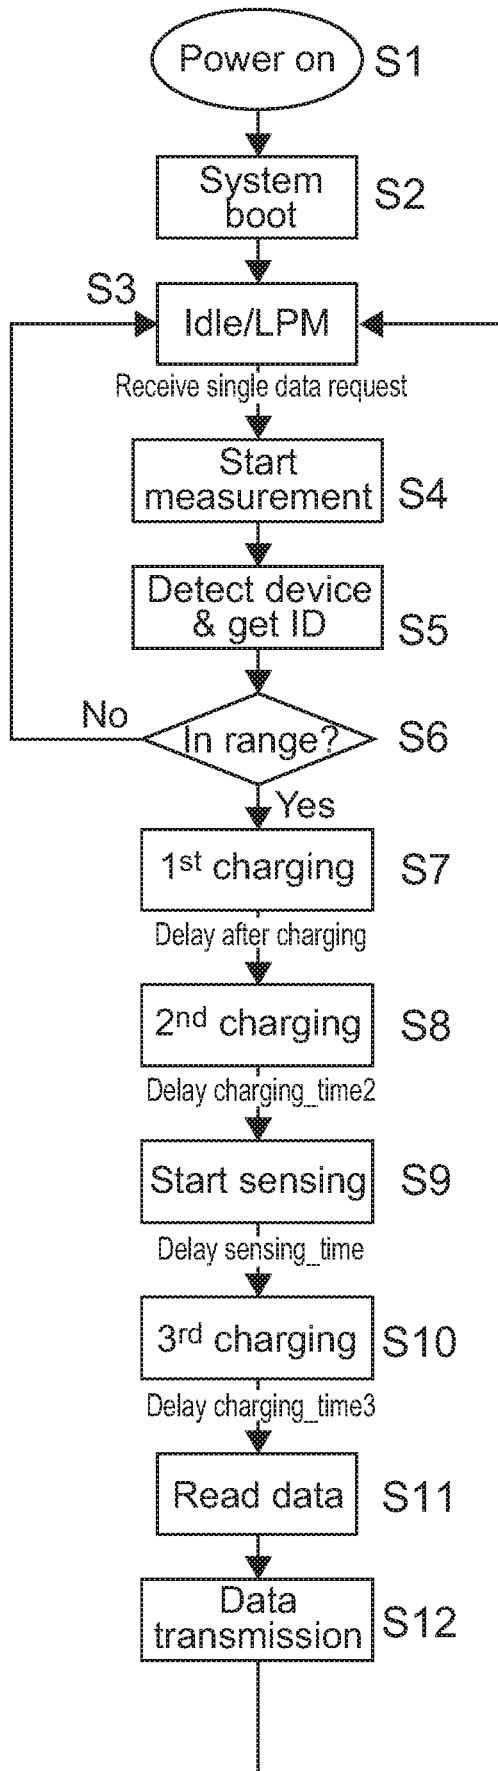 Power on S1
System
boot
S2
S3
Idle/LPM
Receive single data request
Start
measurement
S4
Detect device
& get ID
S5
No
In range? S6
Yes
1st charging S7
Delay after charging
2nd charging S8
Delay charging_time2
Start sensing S9
Delay sensing_time
3rd charging S10
Delay charging_time3
Read data S11
Data
transmission
S12